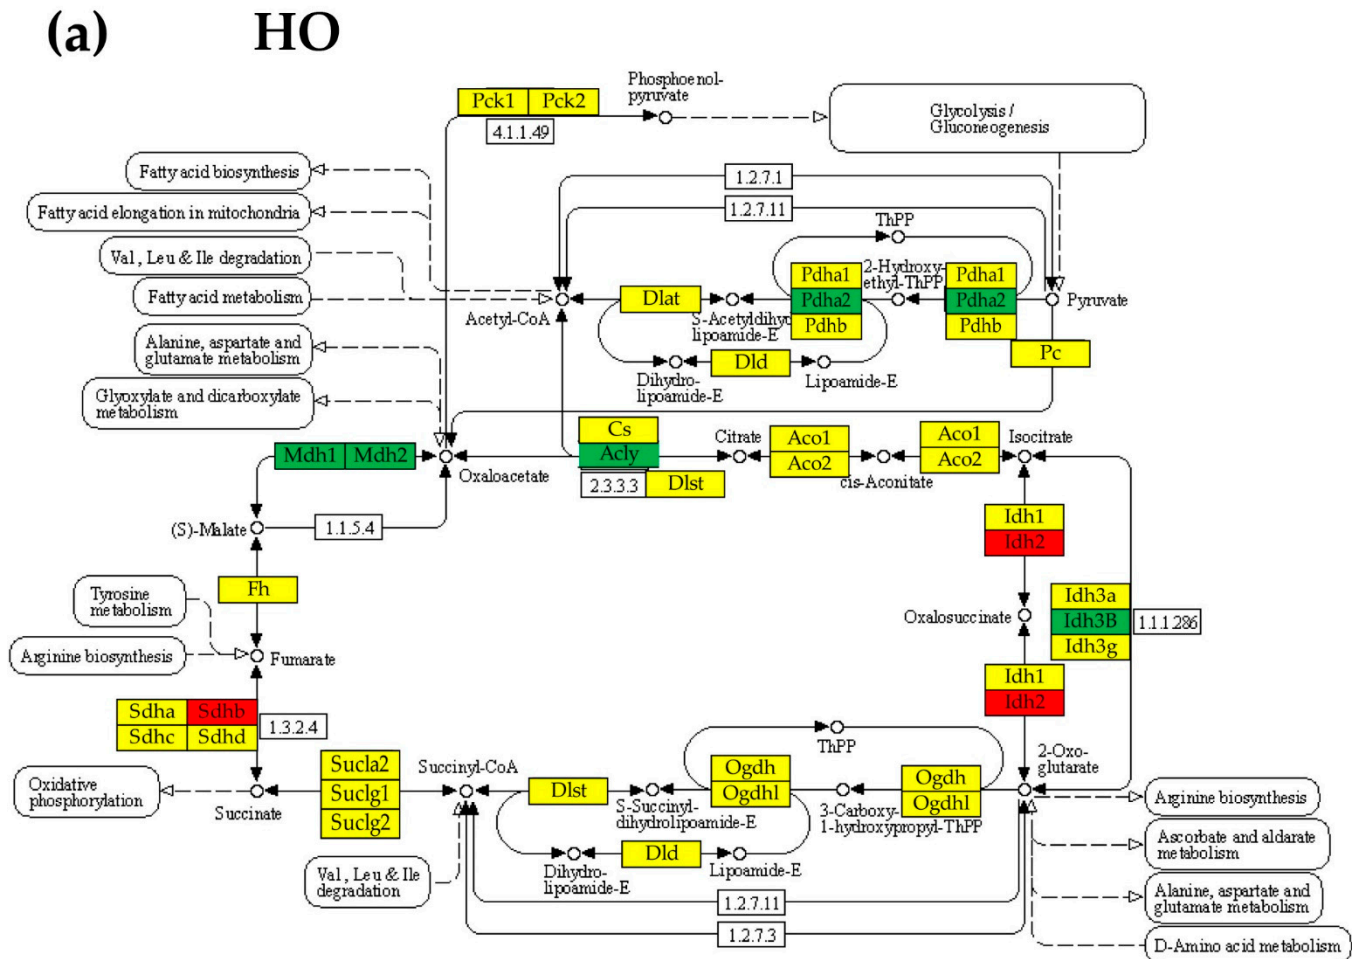 (a) HO
Pck1 Pck2
4.1.1.49
Phosphoenol-
pyruvate
Glycolysis /
Gluconeogenesis
Fatty acid biosynthesis
Fatty acid elongation in mitochondria
Val, Leu & Ile degradation
Fatty acid metabolism
Alanine, aspartate and
glutamate metabolism
Glyoxylate and dicarboxylate
metabolism
1.2.7.1
1.2.7.11
ThPP
2-Hydroxy-
ethyl-ThPP
Pdha1
Pdha2
Pdhb
Pdha1
Pdha2
Pdhb
Pyruvate
Pc
Acetyl-CoA
Dlat
S-Acetyldihydro
lipoamide-E
Dld
Dihydro-
lipoamide-E
Lipoamide-E
Mdh1 Mdh2
Oxaloacetate
Cs
Acly
2.3.3.3 Dlst
Citrate
Aco1
Aco2
cis-Aconitate
Aco1
Aco2
Isocitrate
(S)-Malate
1.1.5.4
Idh1
Idh2
Fh
Tyrosine
metabolism
Arginine biosynthesis
Fumarate
Oxalosuccinate
Idh3a
Idh3B
Idh3g
1.1.1.286
Idh1
Idh2
Sdha Sdhb
Sdhc Sdhd
1.3.2.4
Oxidative
phosphorylation
Succinate
Sucla2
Suclg1
Suclg2
Succinyl-CoA
Dlst
S-Succinyl-
dihydrolipoamide-E
Ogdh
Ogdhl
ThPP
3-Carboxy-
1-hydroxypropyl-ThPP
Ogdh
Ogdhl
2-Oxo-
glutarate
Val, Leu & Ile
degradation
Dihydro-
lipoamide-E
Dld
Lipoamide-E
1.2.7.11
1.2.7.3
Arginine biosynthesis
Ascorbate and aldarate
metabolism
Alanine, aspartate and
glutamate metabolism
D-Amino acid metabolism